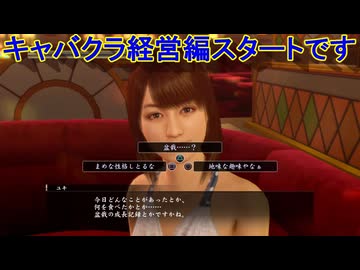 キャバクラ経営編スタートです
盆栽……？
まめな性格しとるな
地味な趣味やなぁ
ユキ
今日どんなことがあったとか、
何を食べたかとか……
盆栽の成長記録とかですかね。